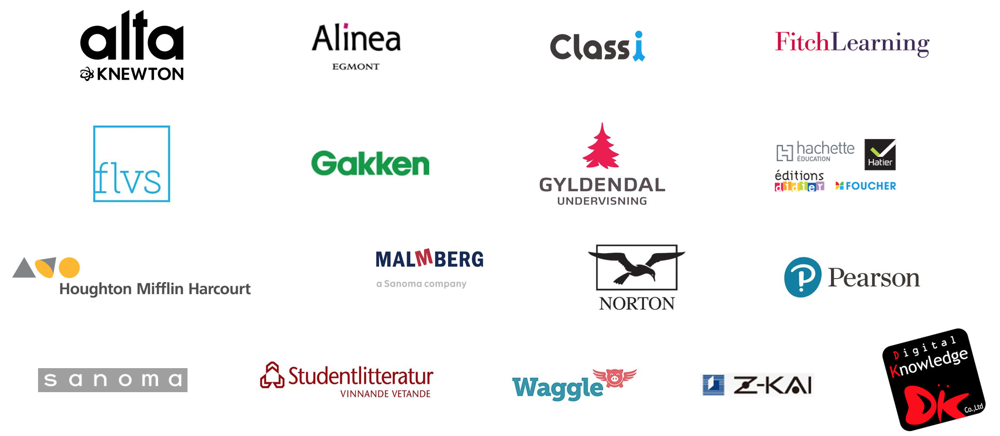 alta
KNEWTON
Alinea
EGMONT
Classi
FitchLearning
flvs
Gakken
GYLDENDAL
UNDERVISNING
hachette
ÉDUCATION
Hatier
éditions
didier
FOUCHER
Houghton Mifflin Harcourt
MALMBERG
a Sanoma company
NORTON
Pearson
sanoma
Studentlitteratur
VINNANDE VETANDE
Waggle
Z-KAI
Digital
Knowledge
DK
Co.,Ltd